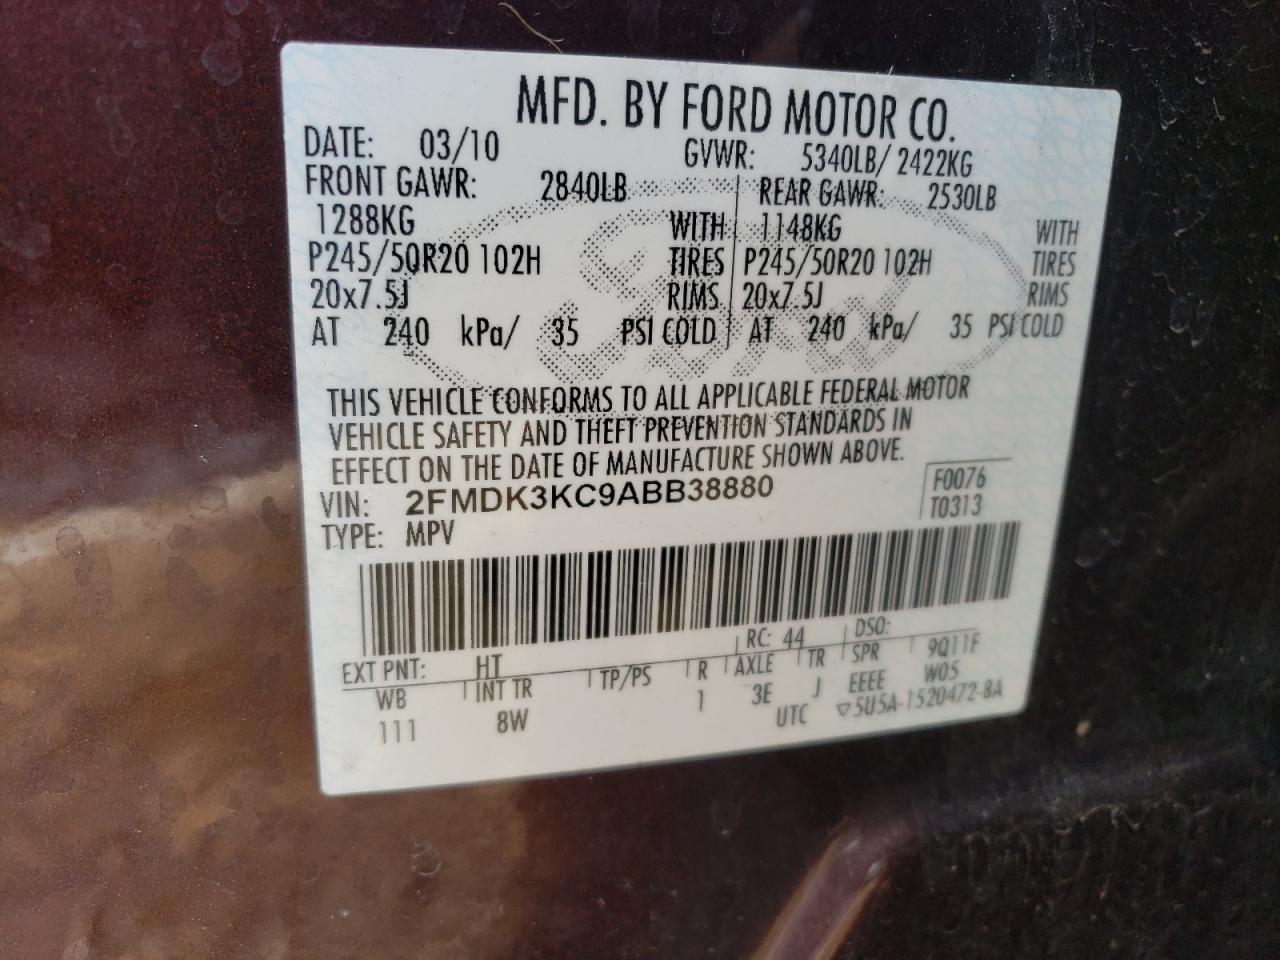 MFD. BY FORD MOTOR CO.
DATE: 03/10 GVWR: 5340LB/ 2422KG
FRONT GAWR: 2840LB REAR GAWR: 2530LB
1288KG WITH 1148KG WITH
P245/50R20 102H TIRES P245/50R20 102H TIRES
20x7.5J RIMS 20x7.5J RIMS
AT 240 kPa/ 35 PSI COLD AT 240 kPa/ 35 PSI COLD
THIS VEHICLE CONFORMS TO ALL APPLICABLE FEDERAL MOTOR
VEHICLE SAFETY AND THEFT PREVENTION STANDARDS IN
EFFECT ON THE DATE OF MANUFACTURE SHOWN ABOVE.
VIN: 2FMDK3KC9ABB38880 F0076
TYPE: MPV T0313
EXT PNT: HT RC: 44 DSO:
WB INT TR TP/PS R AXLE TR SPR 9Q11F
111 8W 1 3E J EEEE W05
UTC ▽5U5A-1520472-BA
Ford